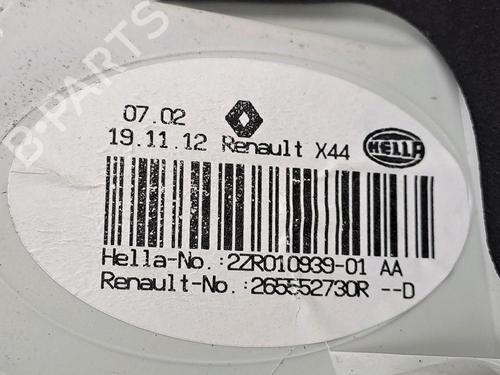 07.02
19.11.12 Renault X44 HELLA
Hella-No.:2ZR010939-01 AA
Renault-No.:265552730R --D
B-PARTS